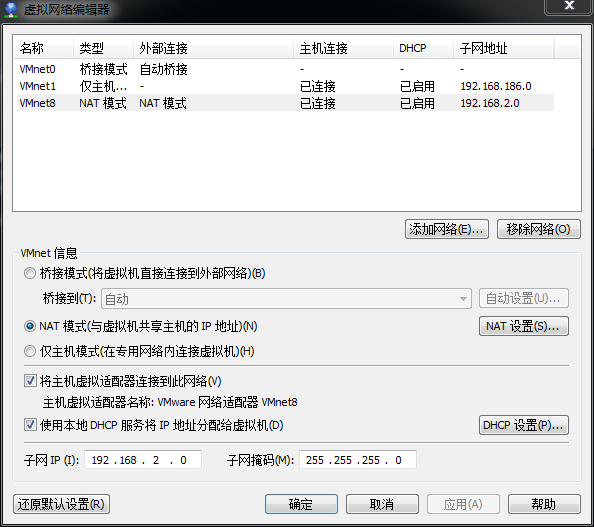 虚拟网络编辑器
名称 类型 外部连接 主机连接 DHCP 子网地址
VMnet0 桥接模式 自动桥接 - - -
VMnet1 仅主机... - 已连接 已启用 192.168.186.0
VMnet8 NAT 模式 NAT 模式 已连接 已启用 192.168.2.0
添加网络(E)... 移除网络(O)
VMnet 信息
桥接模式(将虚拟机直接连接到外部网络)(B)
桥接到(T): 自动 自动设置(U)...
NAT 模式(与虚拟机共享主机的 IP 地址)(N) NAT 设置(S)...
仅主机模式(在专用网络内连接虚拟机)(H)
将主机虚拟适配器连接到此网络(V)
主机虚拟适配器名称: VMware 网络适配器 VMnet8
使用本地 DHCP 服务将 IP 地址分配给虚拟机(D) DHCP 设置(P)...
子网 IP (I): 192 .168 . 2 . 0 子网掩码(M): 255 .255 .255 . 0
还原默认设置(R) 确定 取消 应用(A) 帮助